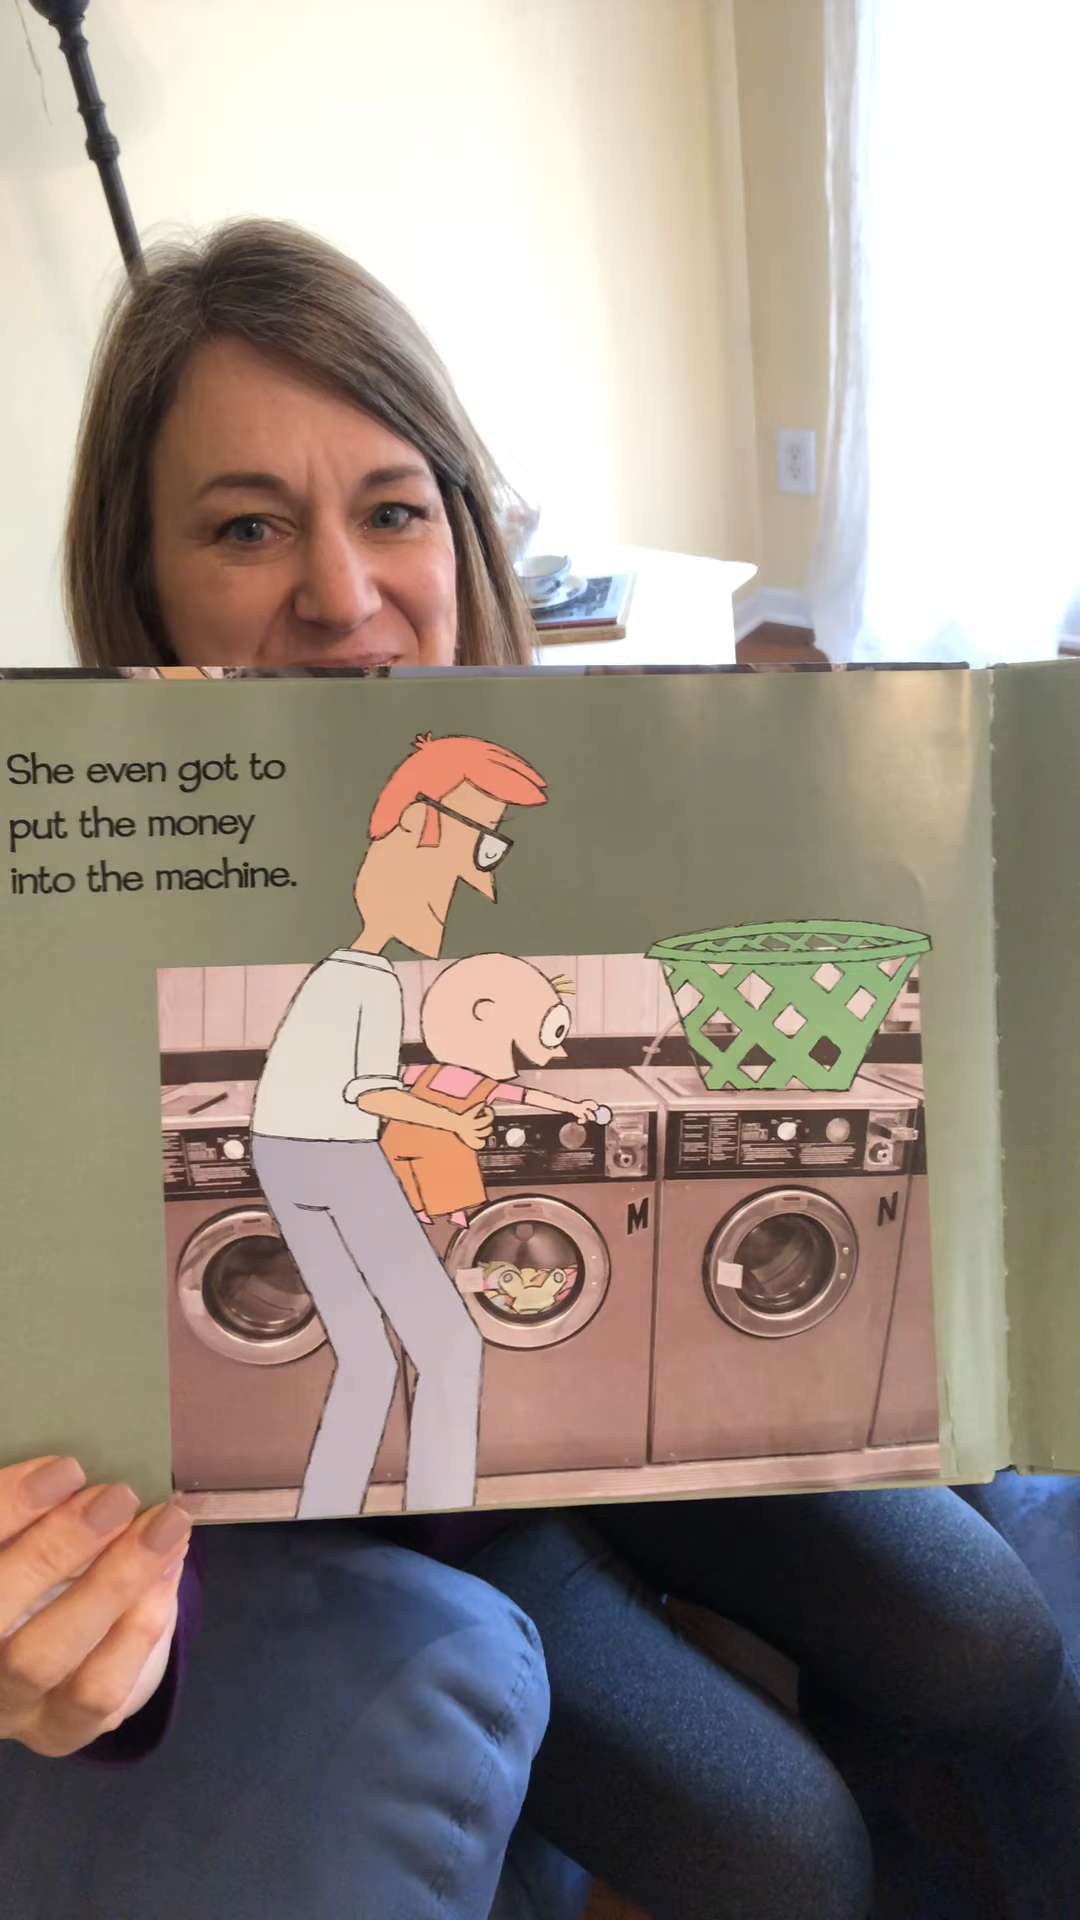 She even got to
put the money
into the machine.
M
N